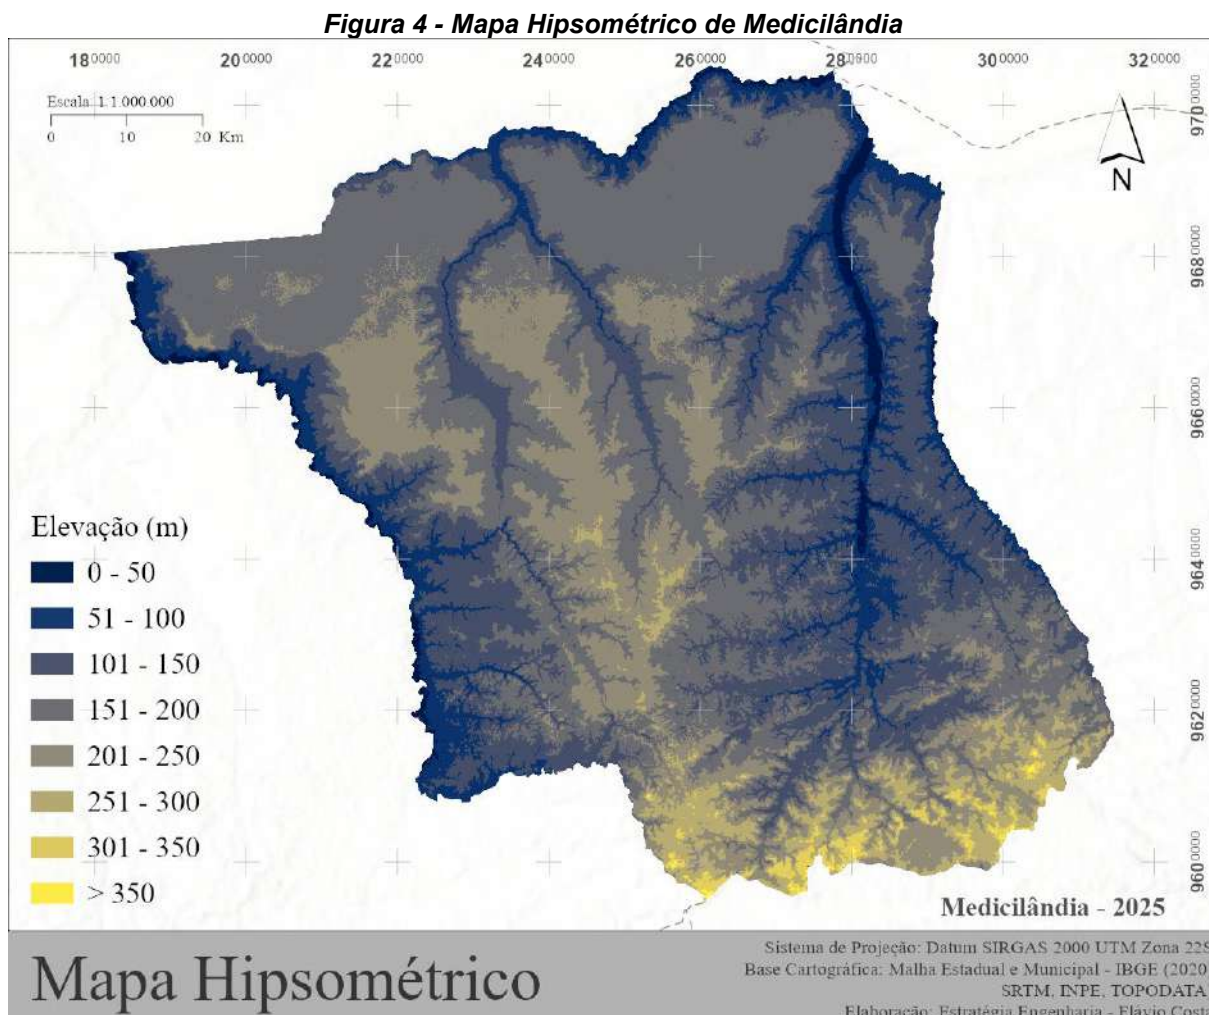 Figura 4 - Mapa Hipsométrico de Medicilândia
180000 200000 220000 240000 260000 280000 300000 320000
Escala 1:1.000.000
0 10 20 Km
N
9700000
9680000
9660000
9640000
9620000
9600000
Elevação (m)
0 - 50
51 - 100
101 - 150
151 - 200
201 - 250
251 - 300
301 - 350
> 350
Medicilândia - 2025
Mapa Hipsométrico
Sistema de Projeção: Datum SIRGAS 2000 UTM Zona 22S
Base Cartográfica: Malha Estadual e Municipal - IBGE (2020)
SRTM, INPE, TOPODATA
Elaboração: Estratégia Engenharia - Flávio Costa